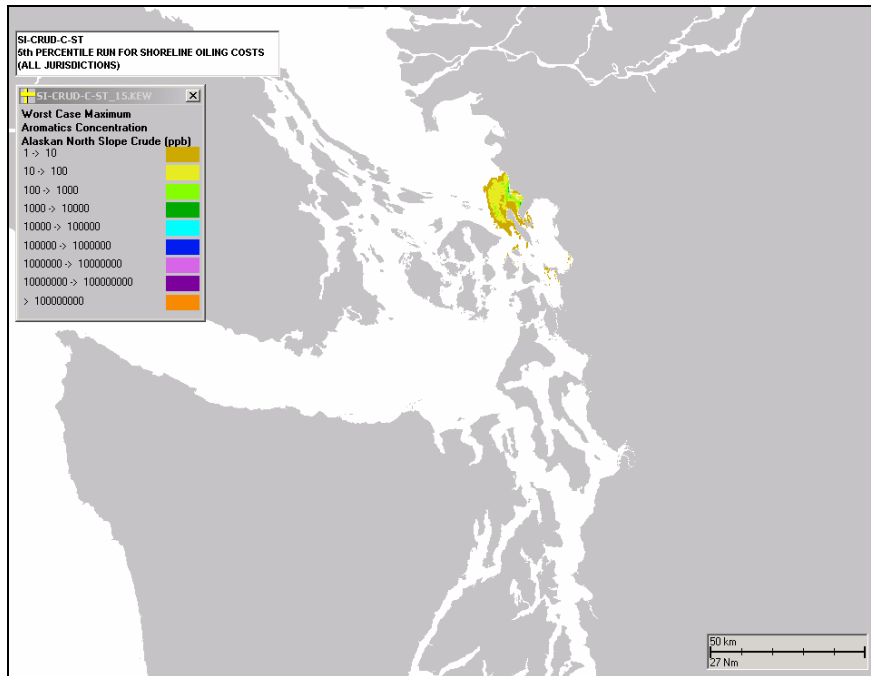 SI-CRUD-C-ST
5th PERCENTILE RUN FOR SHORELINE OILING COSTS
(ALL JURISDICTIONS)
SI-CRUD-C-ST_15.KEW
Worst Case Maximum
Aromatics Concentration
Alaskan North Slope Crude (ppb)
1 -> 10
10 -> 100
100 -> 1000
1000 -> 10000
10000 -> 100000
100000 -> 1000000
1000000 -> 10000000
10000000 -> 100000000
> 100000000
50 km
27 Nm